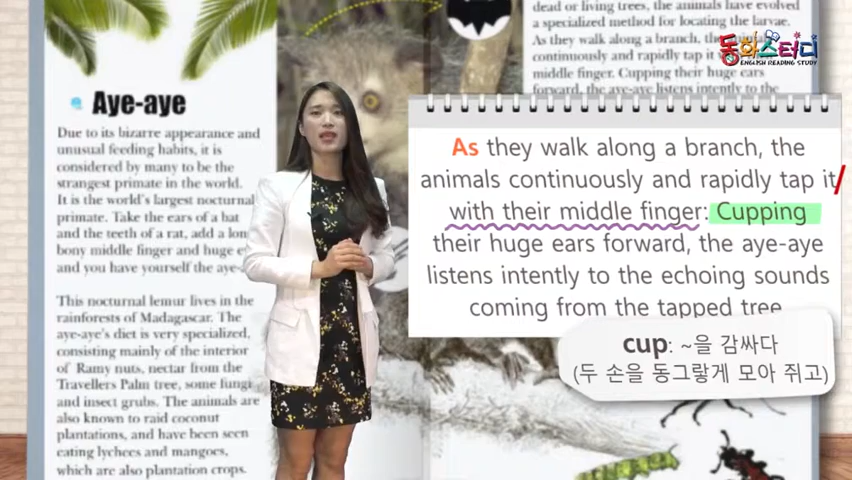 Aye-aye
Due to its bizarre appearance and
unusual feeding habits, it is
considered by many to be the
strangest primate in the world.
It is the world's largest nocturnal
primate. Take the ears of a bat
and the teeth of a rat, add a
bony middle finger and huge
and you have yourself the aye-
This nocturnal lemur lives in the
rainforests of Madagascar. The
aye-aye's diet is very specialized,
consisting mainly of the interior
of Ramy nuts, nectar from the
Travellers Palm tree, some fungi
and insect grubs. The animals are
also known to raid coconut
plantations, and have been seen
eating lychees and mangoes,
which are also plantation crops.
dead or living trees, the animals have evolved
a specialized method for locating the larvae.
As they walk along a branch, the
continuously and rapidly tap it
middle finger. Cupping their huge ears
forward, the aye-aye listens intently to the
동화스터디
ENGLISH READING STUDY
As they walk along a branch, the
animals continuously and rapidly tap it/
with their middle finger: Cupping
their huge ears forward, the aye-aye
listens intently to the echoing sounds
coming from the tapped tree
cup: ~을 감싸다
(두 손을 동그랗게 모아 쥐고)